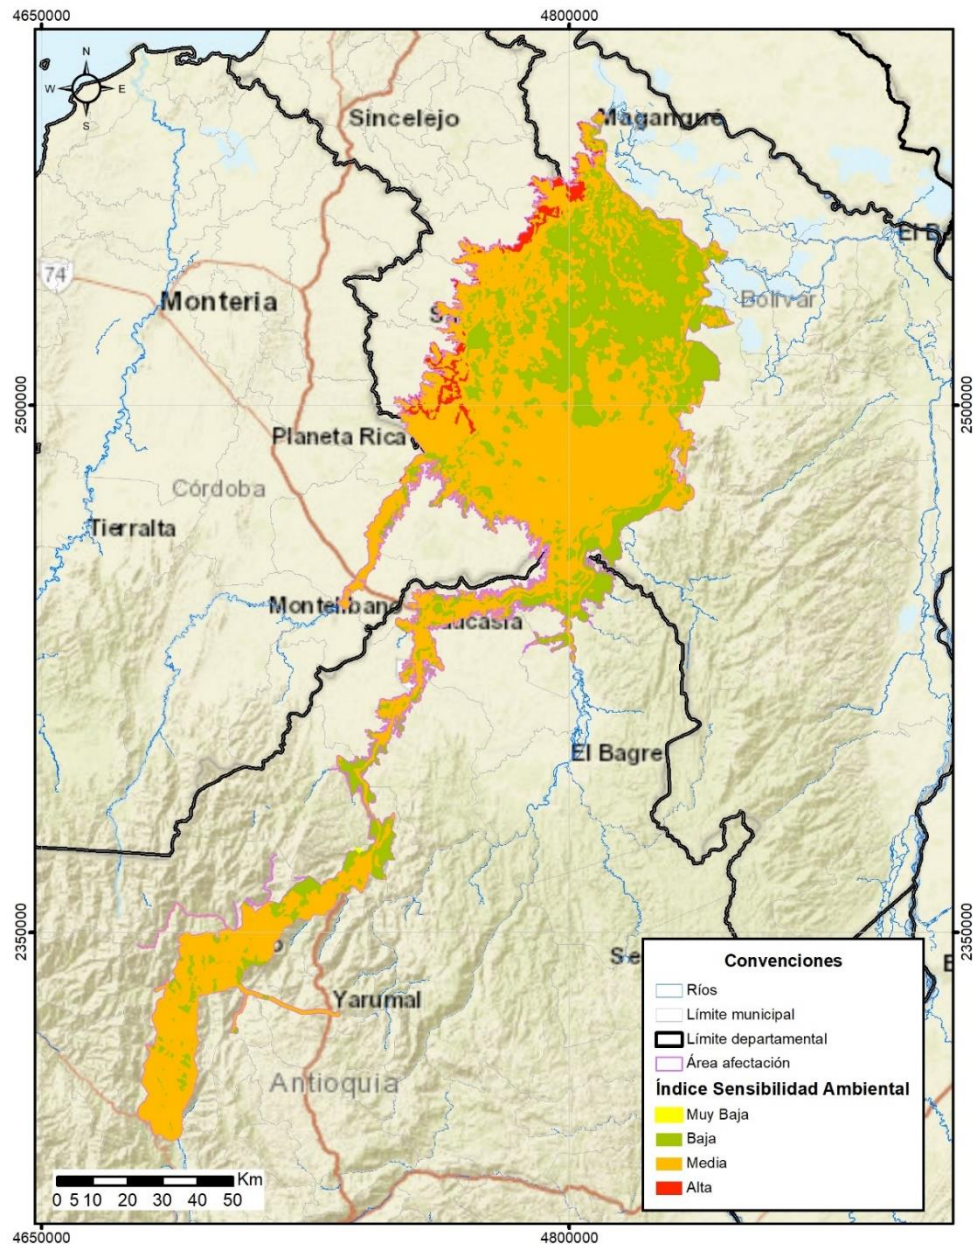 4650000
4800000
N
W
E
S
Sincelejo
Magangué
74
Monteria
Bolívar
2500000
2500000
Planeta Rica
Córdoba
Tierralta
Montelibano
El Bagre
2350000
2350000
Yarumal
Antioquia
Convenciones
Ríos
Límite municipal
Límite departamental
Área afectación
Índice Sensibilidad Ambiental
Muy Baja
Baja
Media
Alta
Km
0 5 10 20 30 40 50
4650000
4800000